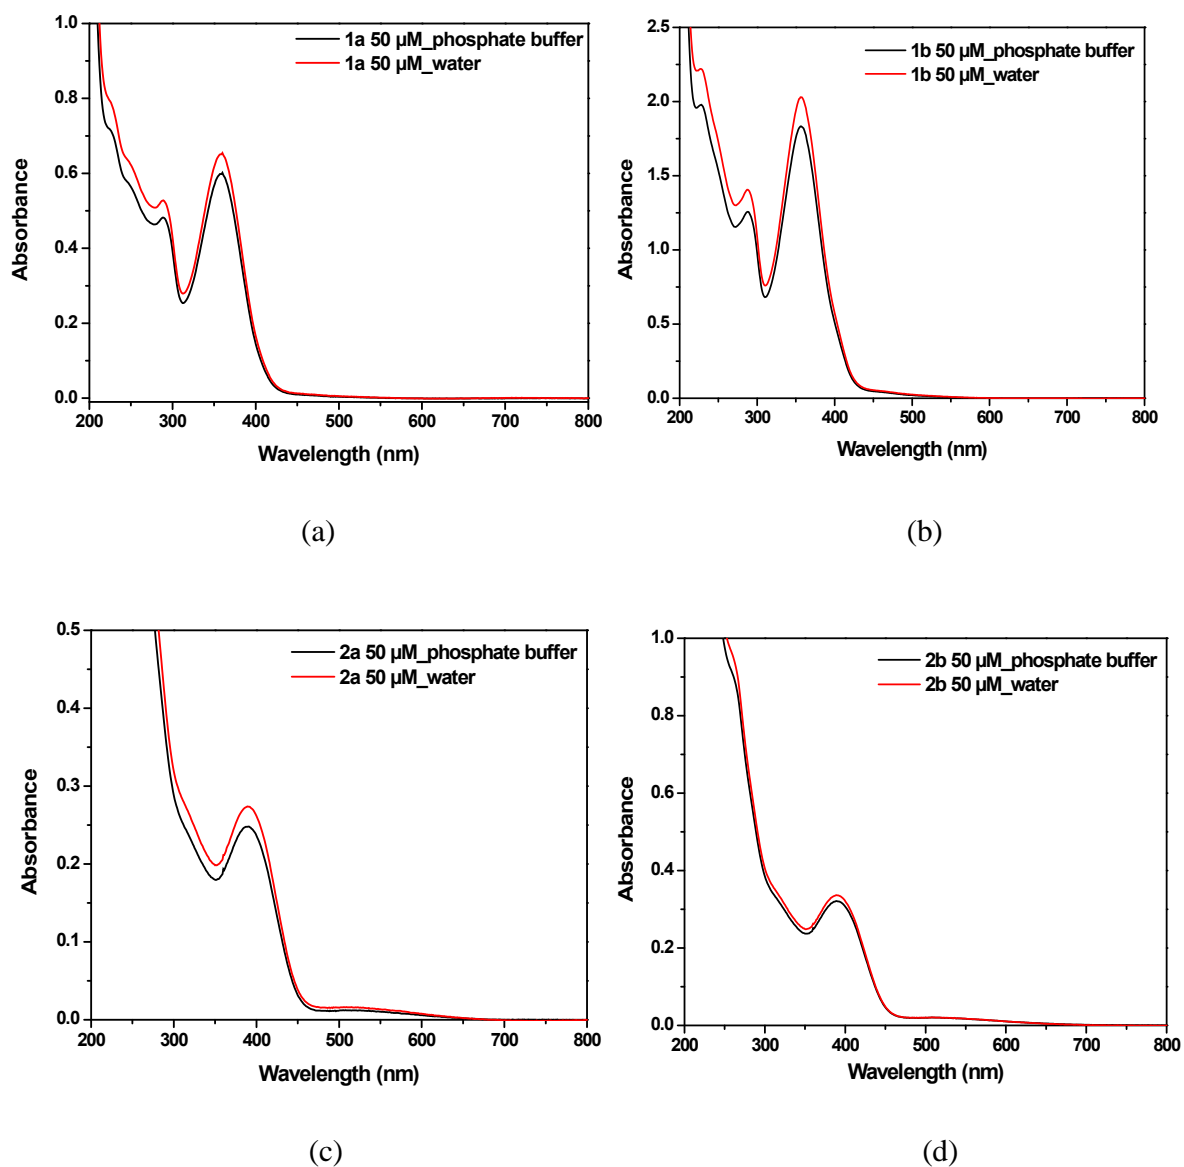 1.0
0.8
0.6
0.4
0.2
0.0
Absorbance
1a 50 µM_phosphate buffer
1a 50 µM_water
200 300 400 500 600 700 800
Wavelength (nm)
(a)
2.5
2.0
1.5
1.0
0.5
0.0
Absorbance
1b 50 µM_phosphate buffer
1b 50 µM_water
200 300 400 500 600 700 800
Wavelength (nm)
(b)
0.5
0.4
0.3
0.2
0.1
0.0
Absorbance
2a 50 µM_phosphate buffer
2a 50 µM_water
200 300 400 500 600 700 800
Wavelength (nm)
(c)
1.0
0.8
0.6
0.4
0.2
0.0
Absorbance
2b 50 µM_phosphate buffer
2b 50 µM_water
200 300 400 500 600 700 800
Wavelength (nm)
(d)